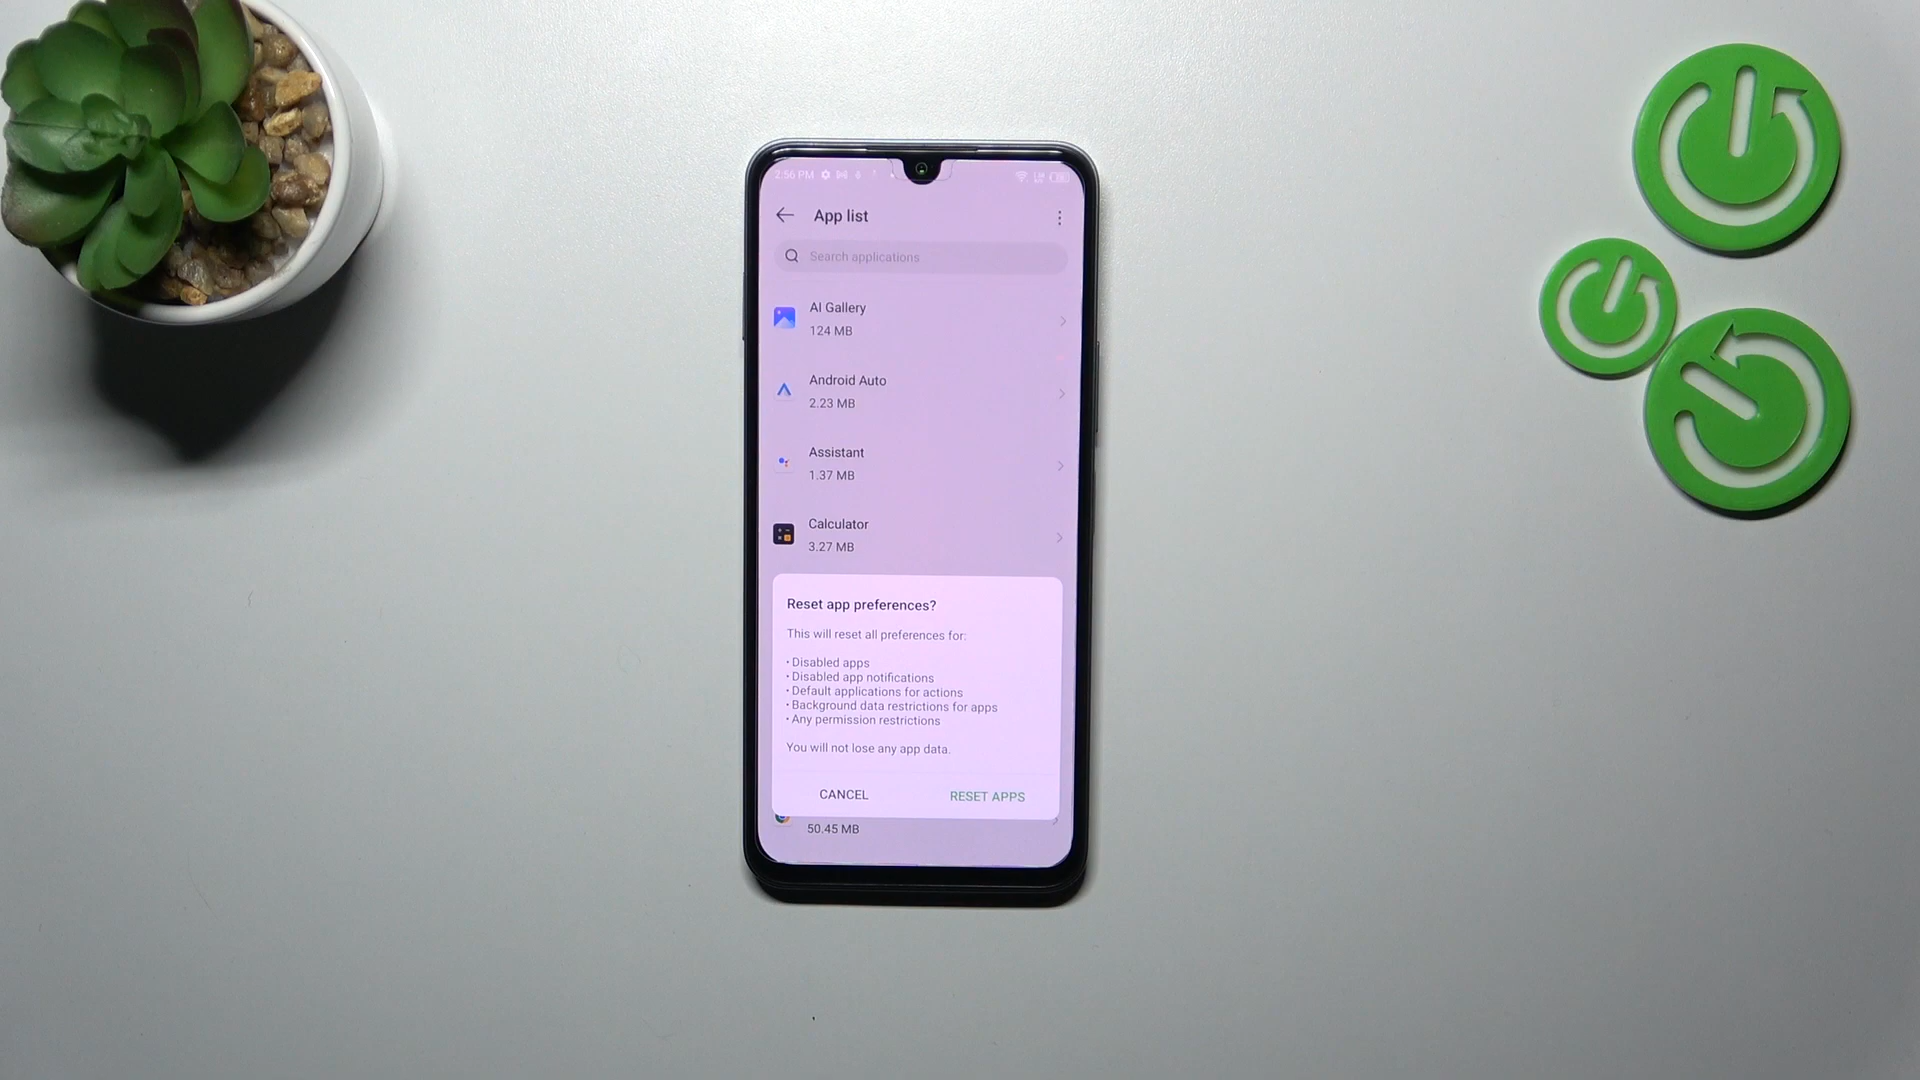 2:56 PM
App list
Search applications
AI Gallery
124 MB
Android Auto
2.23 MB
Assistant
1.37 MB
Calculator
3.27 MB
Reset app preferences?
This will reset all preferences for:
• Disabled apps
• Disabled app notifications
• Default applications for actions
• Background data restrictions for apps
• Any permission restrictions
You will not lose any app data.
CANCEL
RESET APPS
50.45 MB